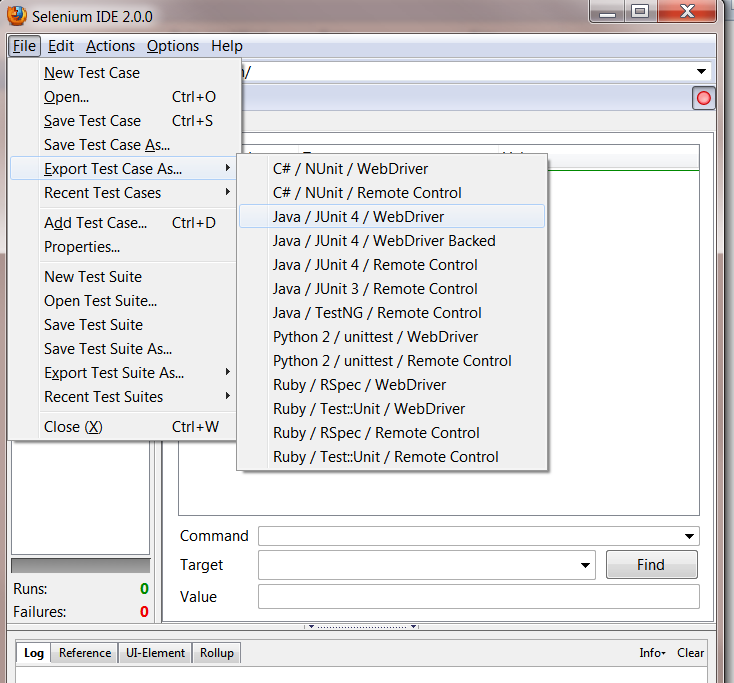 Selenium IDE 2.0.0
File Edit Actions Options Help
/
New Test Case
Open... Ctrl+O
Save Test Case Ctrl+S
Save Test Case As...
Export Test Case As...
Recent Test Cases
Add Test Case... Ctrl+D
Properties...
New Test Suite
Open Test Suite...
Save Test Suite
Save Test Suite As...
Export Test Suite As...
Recent Test Suites
Close (X) Ctrl+W
C# / NUnit / WebDriver
C# / NUnit / Remote Control
Java / JUnit 4 / WebDriver
Java / JUnit 4 / WebDriver Backed
Java / JUnit 4 / Remote Control
Java / JUnit 3 / Remote Control
Java / TestNG / Remote Control
Python 2 / unittest / WebDriver
Python 2 / unittest / Remote Control
Ruby / RSpec / WebDriver
Ruby / Test::Unit / WebDriver
Ruby / RSpec / Remote Control
Ruby / Test::Unit / Remote Control
Command
Target Find
Value
Runs: 0
Failures: 0
Log Reference UI-Element Rollup Info Clear